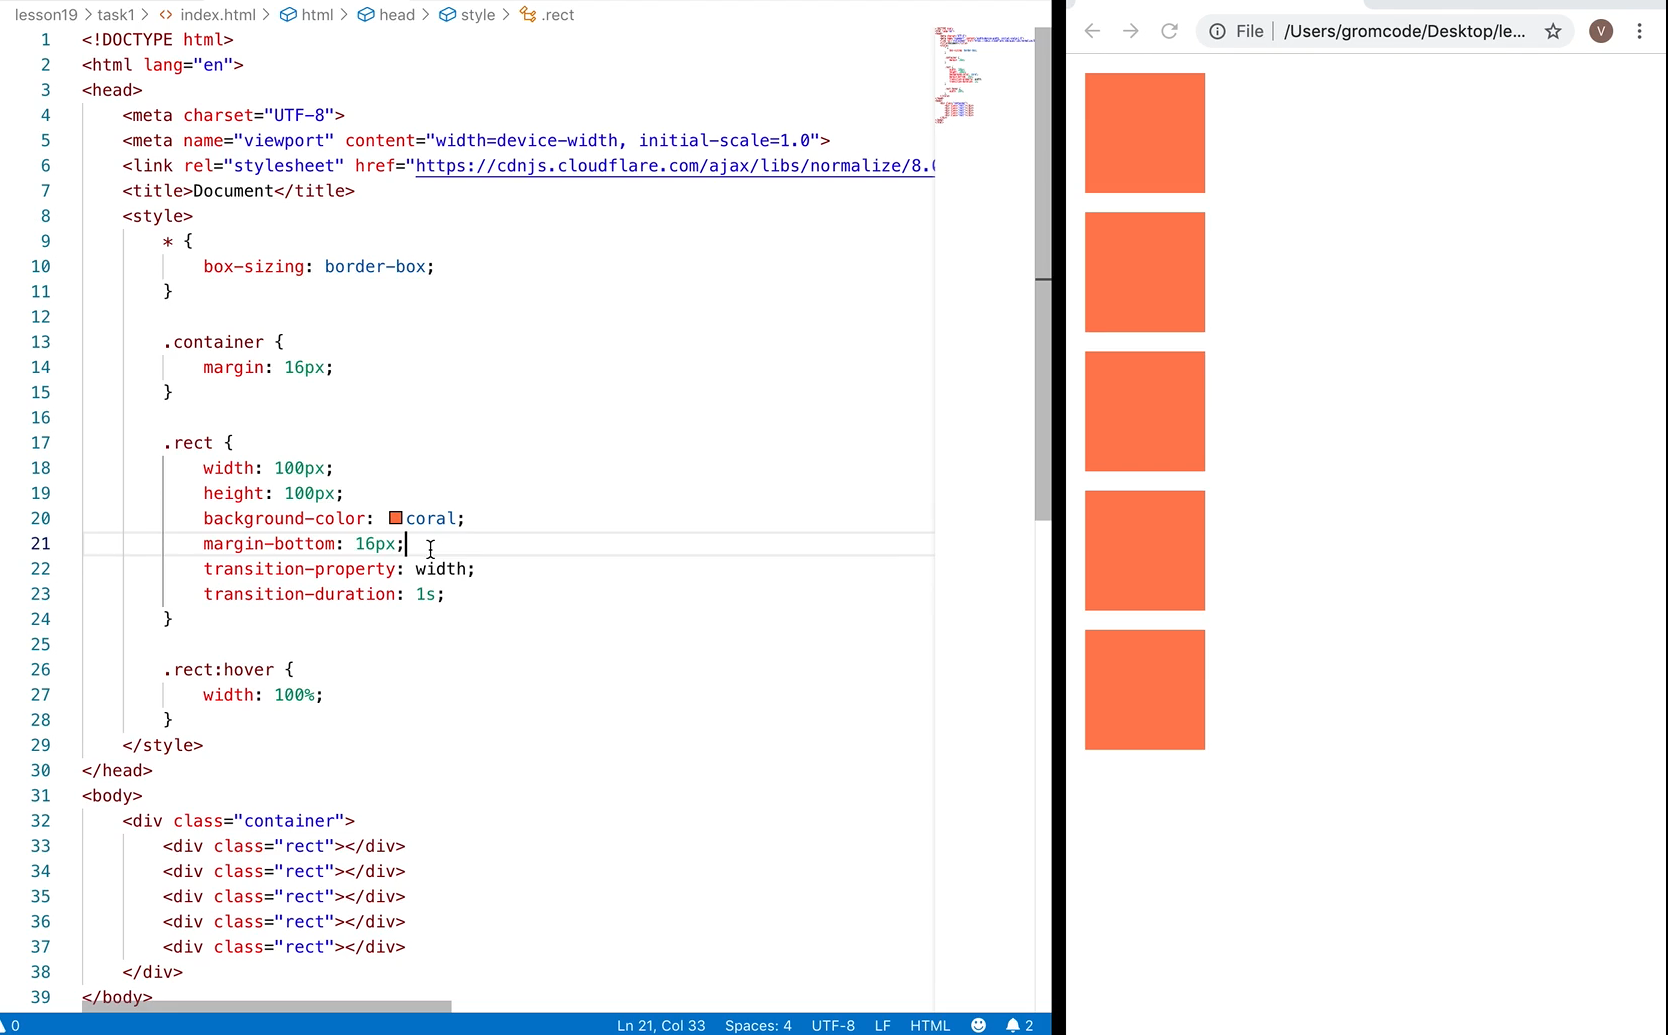 lesson19 > task1 > index.html > html > head > style > .rect
File /Users/gromcode/Desktop/le... V
1 <!DOCTYPE html>
2 <html lang="en">
3 <head>
4 <meta charset="UTF-8">
5 <meta name="viewport" content="width=device-width, initial-scale=1.0">
6 <link rel="stylesheet" href="https://cdnjs.cloudflare.com/ajax/libs/normalize/8.
7 <title>Document</title>
8 <style>
9 * {
10 box-sizing: border-box;
11 }
12
13 .container {
14 margin: 16px;
15 }
16
17 .rect {
18 width: 100px;
19 height: 100px;
20 background-color: coral;
21 margin-bottom: 16px;
22 transition-property: width;
23 transition-duration: 1s;
24 }
25
26 .rect:hover {
27 width: 100%;
28 }
29 </style>
30 </head>
31 <body>
32 <div class="container">
33 <div class="rect"></div>
34 <div class="rect"></div>
35 <div class="rect"></div>
36 <div class="rect"></div>
37 <div class="rect"></div>
38 </div>
39 </body>
0 Ln 21, Col 33 Spaces: 4 UTF-8 LF HTML 2